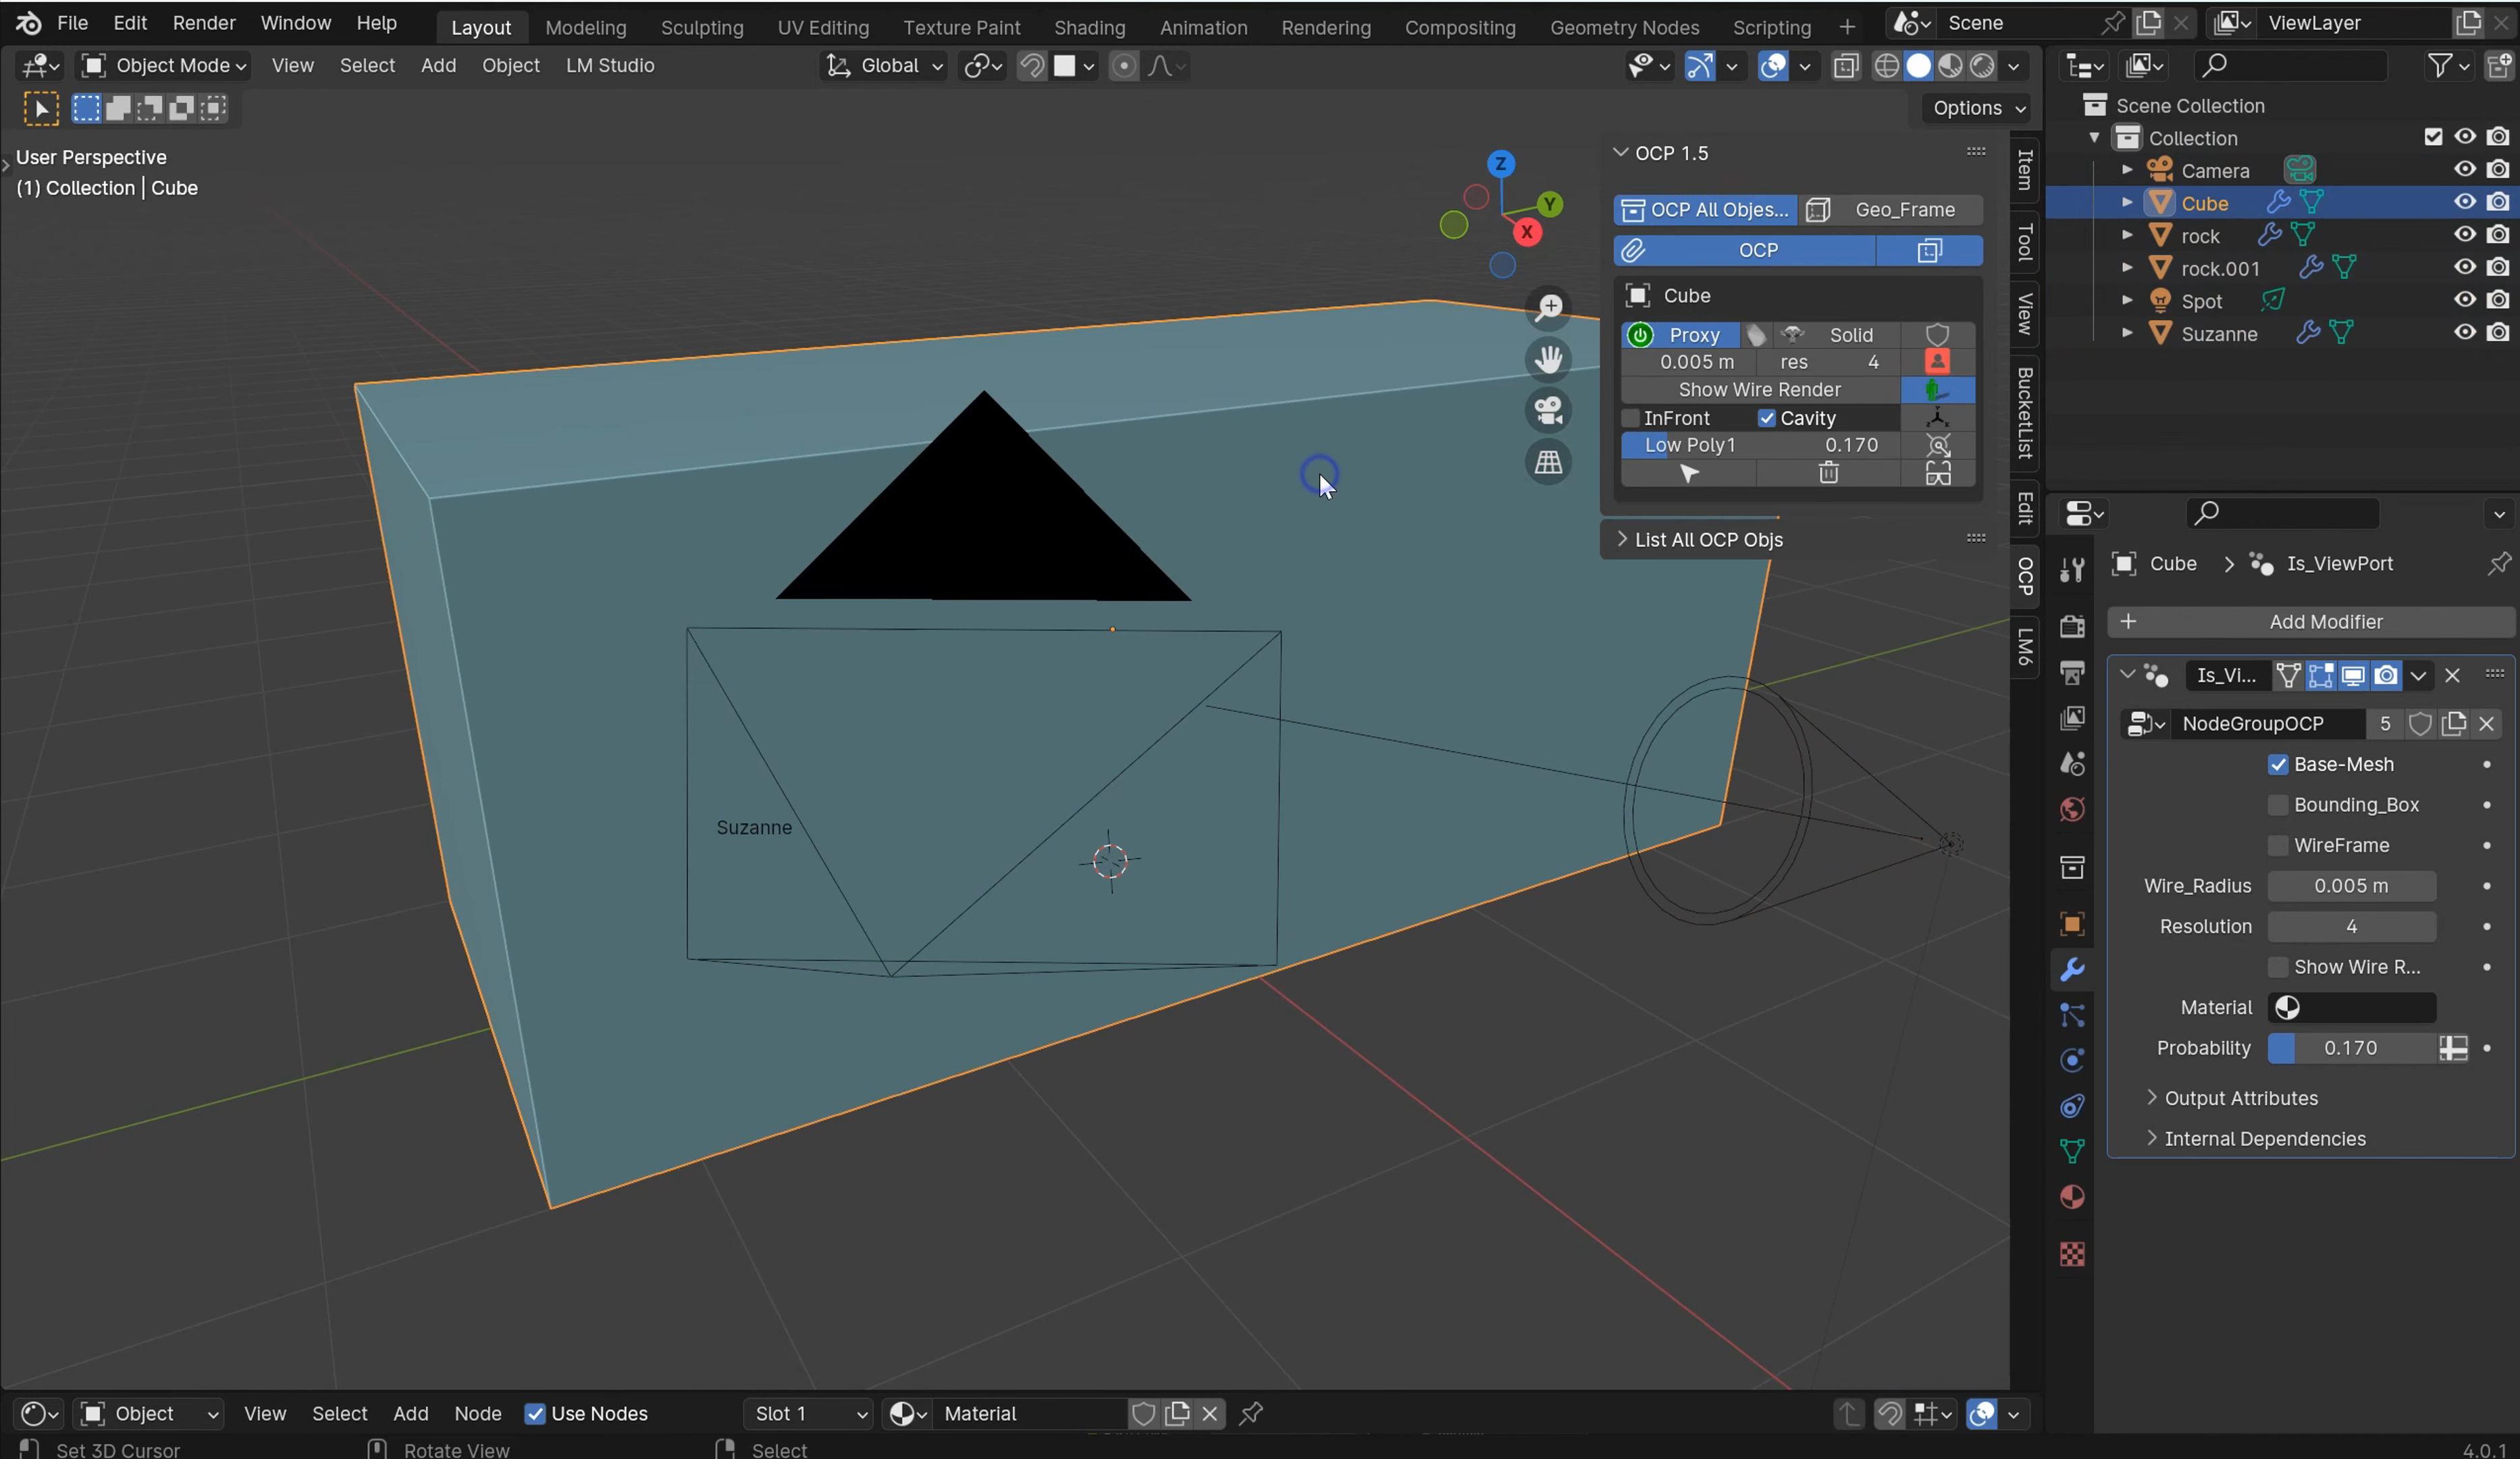 File Edit Render Window Help Layout Modeling Sculpting UV Editing Texture Paint Shading Animation Rendering Compositing Geometry Nodes Scripting + Scene ViewLayer
Object Mode View Select Add Object LM Studio Global
Options
User Perspective
(1) Collection | Cube
Z
Y
X
OCP 1.5
OCP All Objes... Geo_Frame
OCP
Cube
Proxy Solid
0.005 m res 4
Show Wire Render
InFront Cavity
Low Poly1 0.170
List All OCP Objs
Item
Tool
View
BucketList
Edit
OCP
LM6
Suzanne
Scene Collection
Collection
Camera
Cube
rock
rock.001
Spot
Suzanne
Cube > Is_ViewPort
+ Add Modifier
Is_Vi...
NodeGroupOCP 5
Base-Mesh
Bounding_Box
WireFrame
Wire_Radius 0.005 m
Resolution 4
Show Wire R...
Material
Probability 0.170
Output Attributes
Internal Dependencies
Object View Select Add Node Use Nodes Slot 1 Material
Set 3D Cursor Rotate View Select 4.0.1